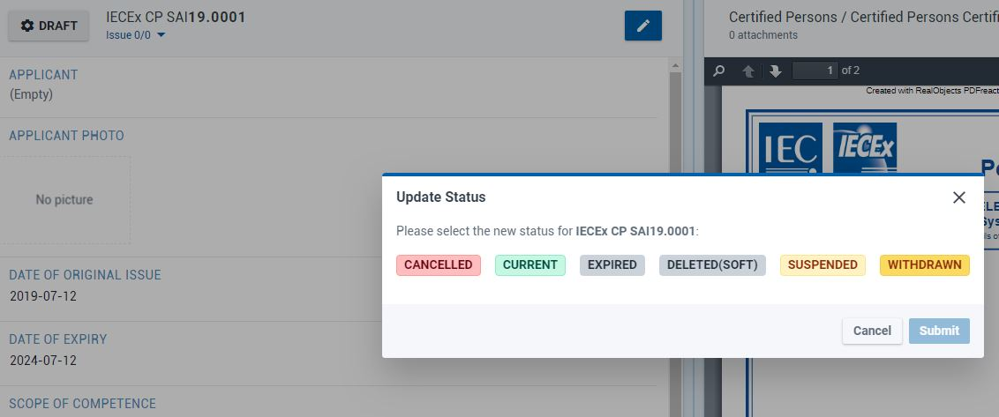 DRAFT
IECEx CP SAI19.0001
Issue 0/0
APPLICANT
(Empty)
APPLICANT PHOTO
No picture
DATE OF ORIGINAL ISSUE
2019-07-12
DATE OF EXPIRY
2024-07-12
SCOPE OF COMPETENCE
Certified Persons / Certified Persons Certifi
0 attachments
1 of 2
Created with RealObjects PDFreact
IEC
IECEx
Update Status
Please select the new status for IECEx CP SAI19.0001:
CANCELLED CURRENT EXPIRED DELETED(SOFT) SUSPENDED WITHDRAWN
Cancel Submit